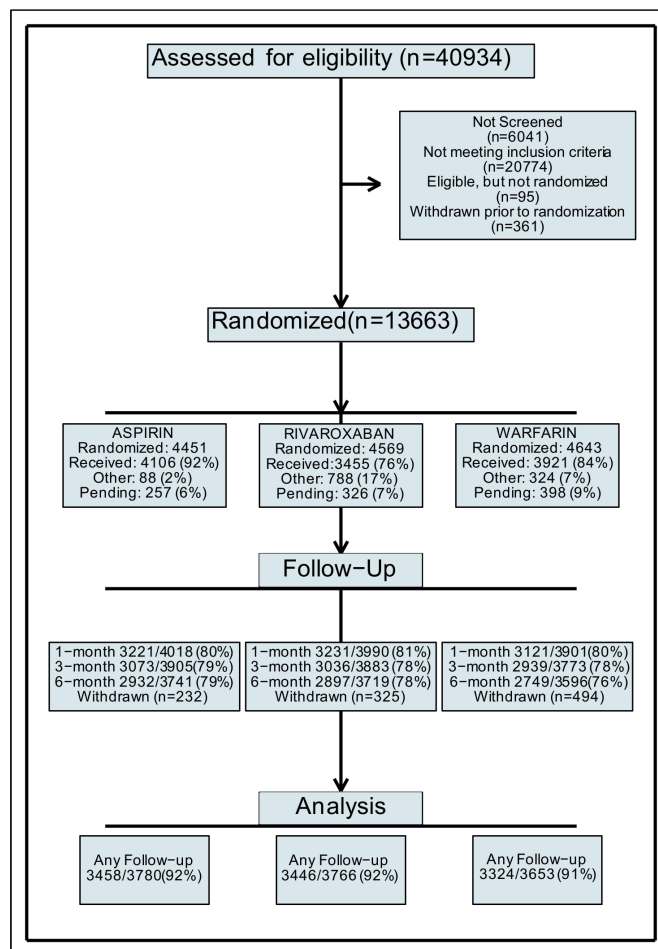 Assessed for eligibility (n=40934)
Not Screened
(n=6041)
Not meeting inclusion criteria
(n=20774)
Eligible, but not randomized
(n=95)
Withdrawn prior to randomization
(n=361)
Randomized(n=13663)
ASPIRIN
Randomized: 4451
Received: 4106 (92%)
Other: 88 (2%)
Pending: 257 (6%)
RIVAROXABAN
Randomized: 4569
Received:3455 (76%)
Other: 788 (17%)
Pending: 326 (7%)
WARFARIN
Randomized: 4643
Received: 3921 (84%)
Other: 324 (7%)
Pending: 398 (9%)
Follow−Up
1−month 3221/4018 (80%)
3−month 3073/3905 (79%)
6−month 2932/3741 (79%)
Withdrawn (n=232)
1−month 3231/3990 (81%)
3−month 3036/3883 (78%)
6−month 2897/3719 (78%)
Withdrawn (n=325)
1−month 3121/3901 (80%)
3−month 2939/3773 (78%)
6−month 2749/3596 (76%)
Withdrawn (n=494)
Analysis
Any Follow−up
3458/3780(92%)
Any Follow−up
3446/3766 (92%)
Any Follow−up
3324/3653 (91%)